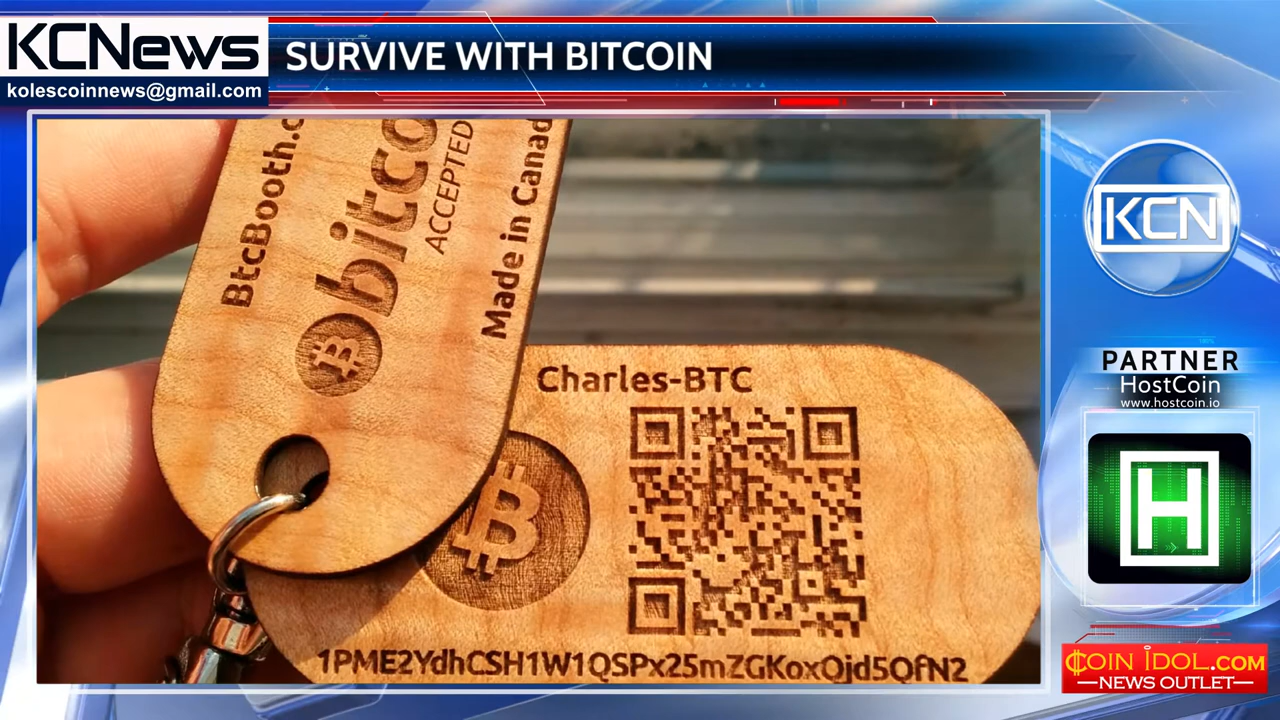 KCNews
kolescoinnews@gmail.com
SURVIVE WITH BITCOIN
BtcBooth.c
bitco
ACCEPTED
Made in Canad
Charles-BTC
1PME2YdhCSH1W1QSPx25mZGKoxQjd5QfN2
KCN
PARTNER
HostCoin
www.hostcoin.io
H
COIN IDOL.COM
NEWS OUTLET